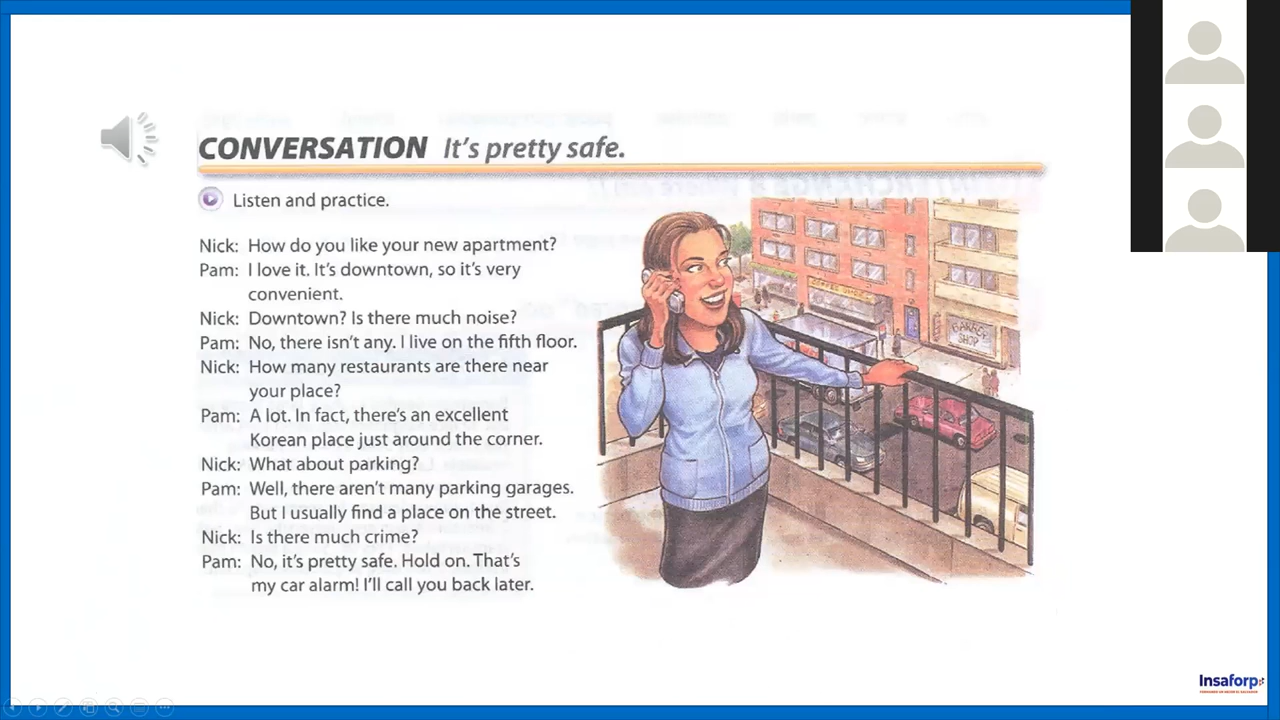 CONVERSATION It's pretty safe.
Listen and practice.
Nick: How do you like your new apartment?
Pam: I love it. It's downtown, so it's very
convenient.
Nick: Downtown? Is there much noise?
Pam: No, there isn't any. I live on the fifth floor.
Nick: How many restaurants are there near
your place?
Pam: A lot. In fact, there's an excellent
Korean place just around the corner.
Nick: What about parking?
Pam: Well, there aren't many parking garages.
But I usually find a place on the street.
Nick: Is there much crime?
Pam: No, it's pretty safe. Hold on. That's
my car alarm! I'll call you back later.
Insaforp